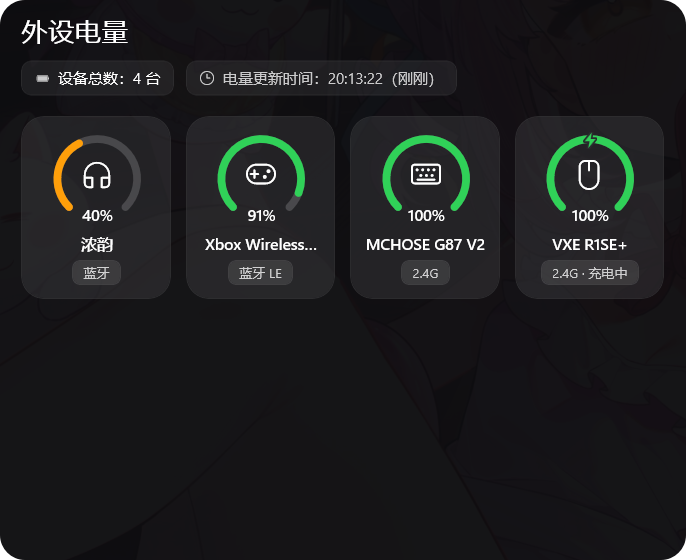 外设电量
设备总数：4 台
电量更新时间：20:13:22（刚刚）
40%
浓韵
蓝牙
91%
Xbox Wireless...
蓝牙 LE
100%
MCHOSE G87 V2
2.4G
100%
VXE R1SE+
2.4G · 充电中